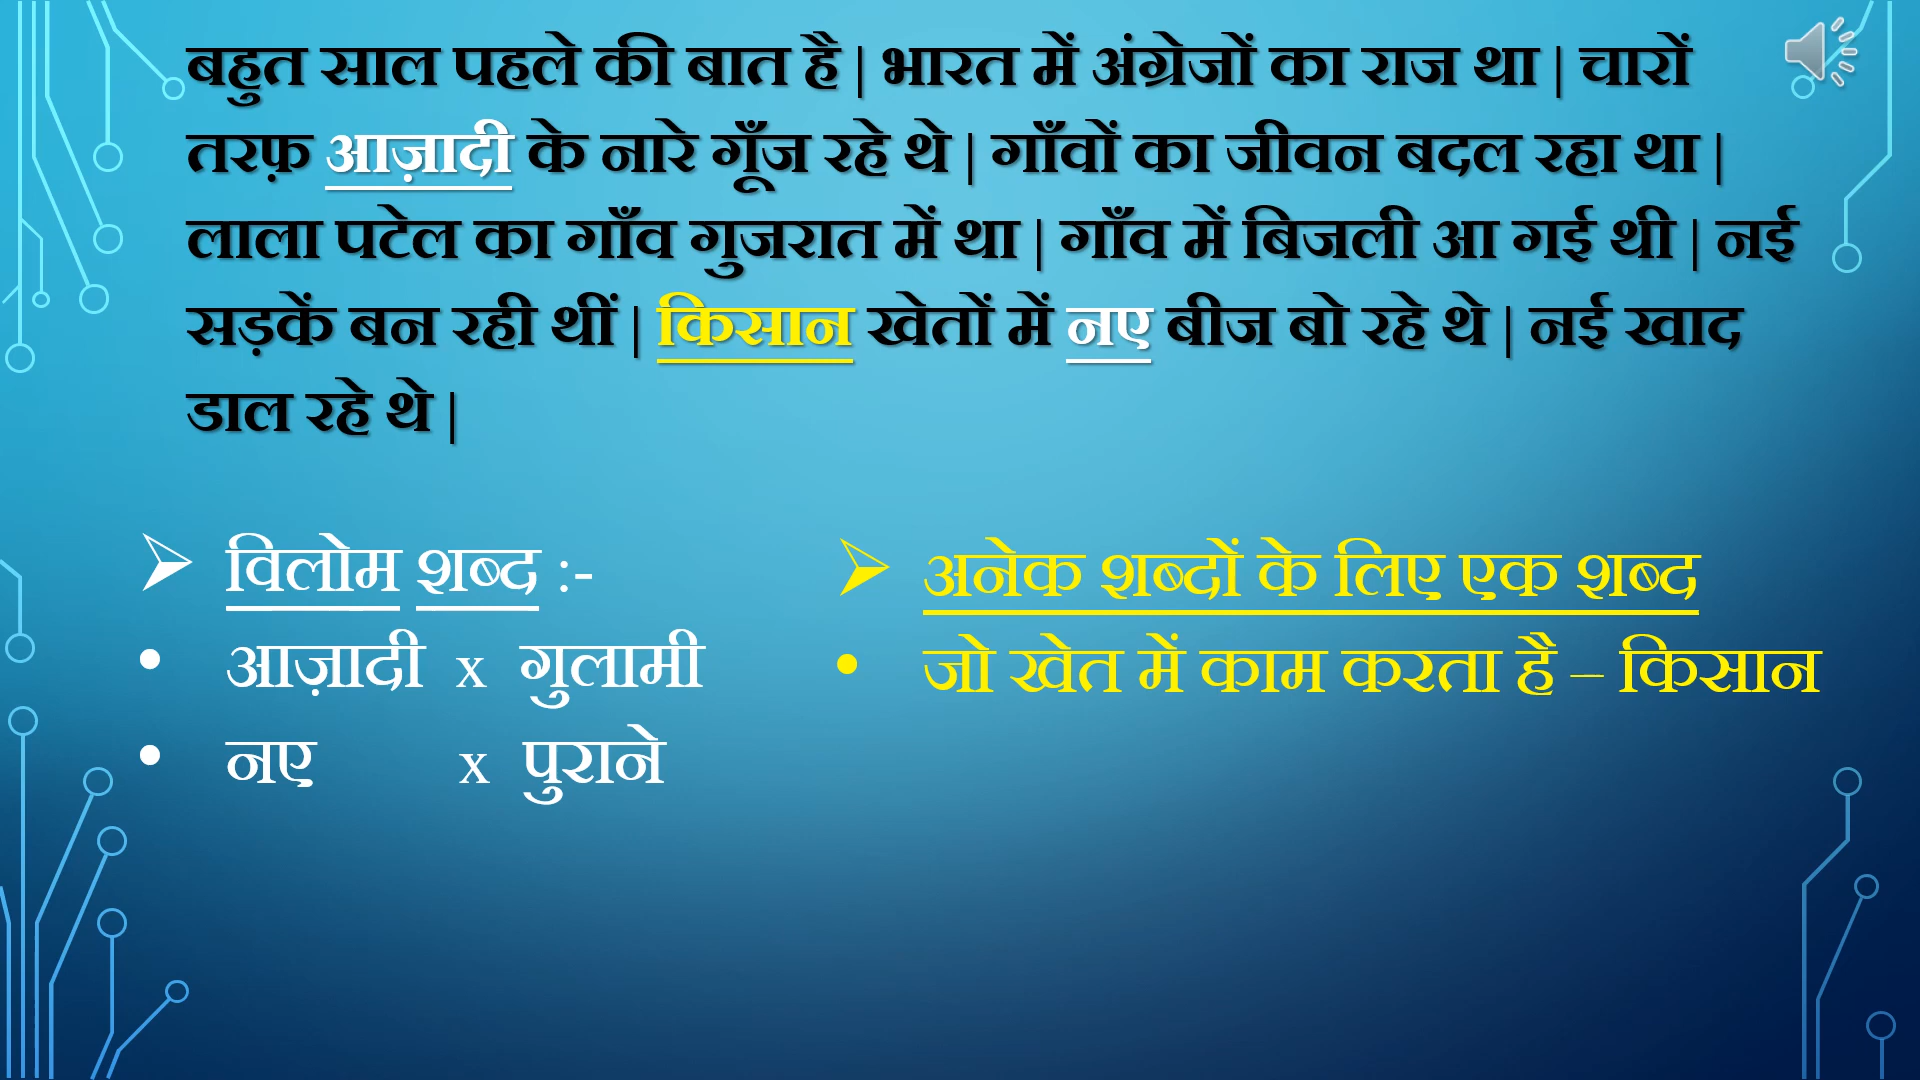 बहुत साल पहले की बात है | भारत में अंग्रेजों का राज था | चारों
तरफ़ आज़ादी के नारे गूँज रहे थे | गाँवों का जीवन बदल रहा था |
लाला पटेल का गाँव गुजरात में था | गाँव में बिजली आ गई थी | नई
सड़कें बन रही थीं | किसान खेतों में नए बीज बो रहे थे | नई खाद
डाल रहे थे |
विलोम शब्द :-
• आज़ादी x गुलामी
• नए x पुराने
अनेक शब्दों के लिए एक शब्द
• जो खेत में काम करता है – किसान